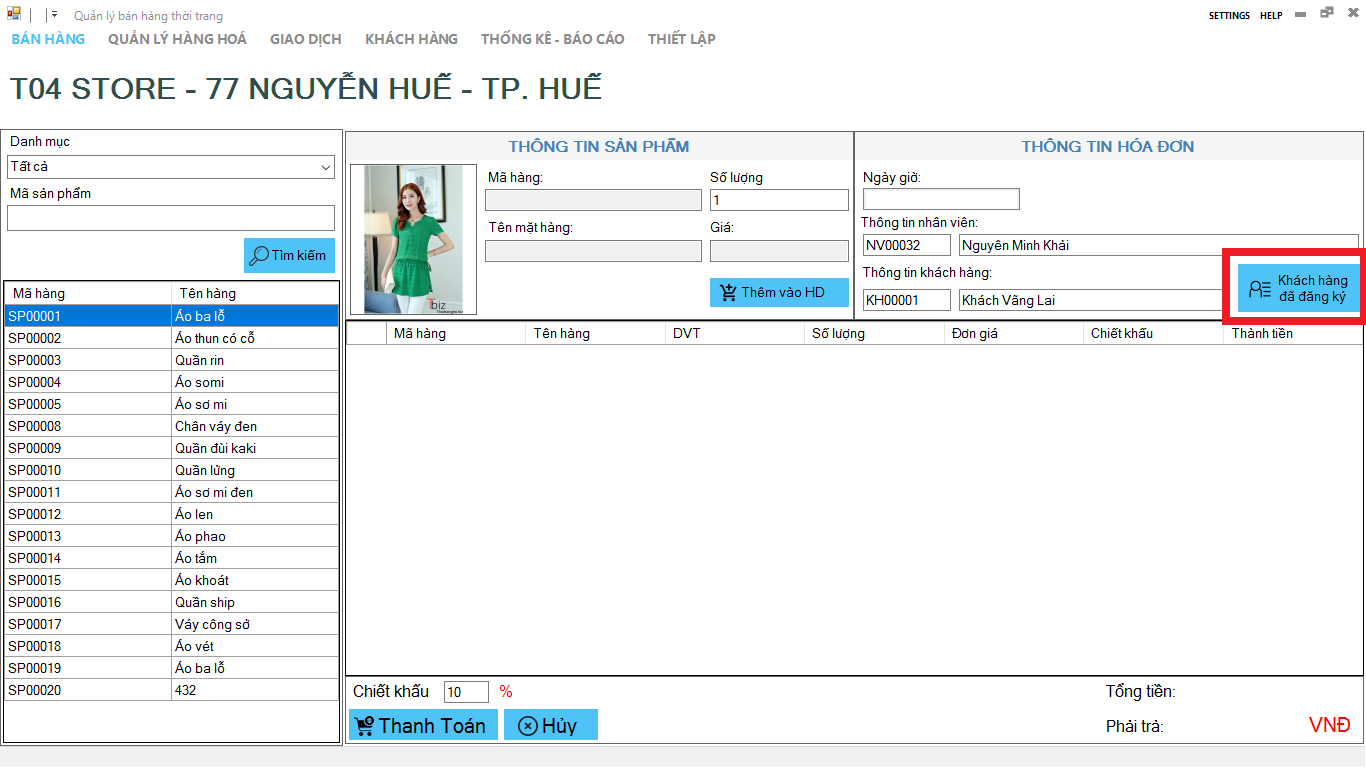 Quản lý bán hàng thời trang
SETTINGS HELP
BÁN HÀNG QUẢN LÝ HÀNG HOÁ GIAO DỊCH KHÁCH HÀNG THỐNG KÊ - BÁO CÁO THIẾT LẬP
T04 STORE - 77 NGUYỄN HUẾ - TP. HUẾ
Danh mục
Tất cả
Mã sản phẩm
Tìm kiếm
Mã hàng Tên hàng
SP00001 Áo ba lỗ
SP00002 Áo thun có cỗ
SP00003 Quần rin
SP00004 Áo somi
SP00005 Áo sơ mi
SP00008 Chân váy đen
SP00009 Quần đùi kaki
SP00010 Quần lửng
SP00011 Áo sơ mi đen
SP00012 Áo len
SP00013 Áo phao
SP00014 Áo tắm
SP00015 Áo khoát
SP00016 Quần ship
SP00017 Váy công sở
SP00018 Áo vét
SP00019 Áo ba lỗ
SP00020 432
THÔNG TIN SẢN PHẨM
Mã hàng:
Số lượng
1
Tên mặt hàng:
Giá:
Thêm vào HD
biz
THÔNG TIN HÓA ĐƠN
Ngày giờ:
Thông tin nhân viên:
NV00032 Nguyễn Minh Khải
Thông tin khách hàng:
KH00001 Khách Vãng Lai
Khách hàng
đã đăng ký
Mã hàng Tên hàng DVT Số lượng Đơn giá Chiết khấu Thành tiền
Chiết khấu 10 %
Tổng tiền:
Thanh Toán Hủy
Phải trả: VNĐ